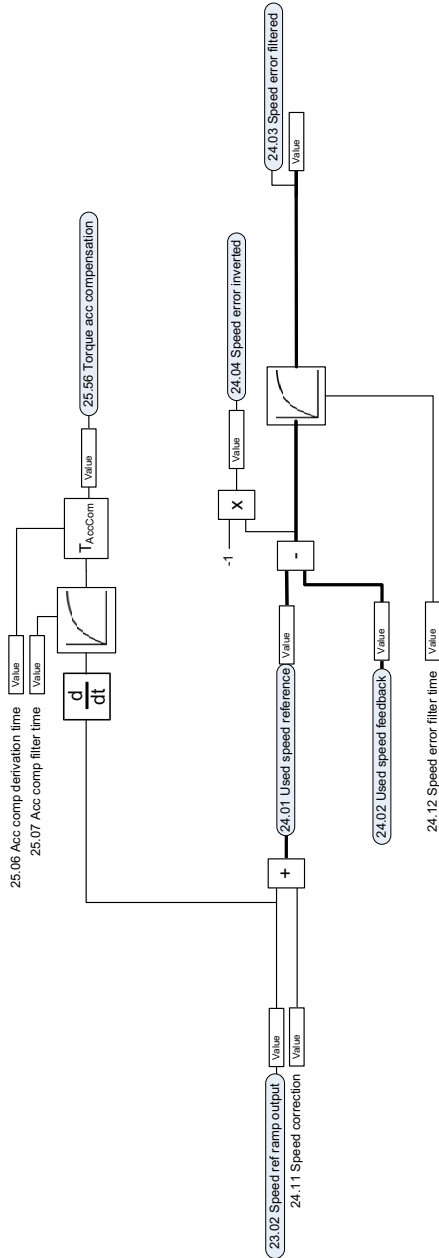 25.06 Acc comp derivation time
Value
25.07 Acc comp filter time
Value
d
dt
TAccCom
Value
25.56 Torque acc compensation
-1
x
Value
24.04 Speed error inverted
23.02 Speed ref ramp output
Value
24.11 Speed correction
Value
+
24.01 Used speed reference
Value
-
24.03 Speed error filtered
Value
24.02 Used speed feedback
Value
24.12 Speed error filter time
Value